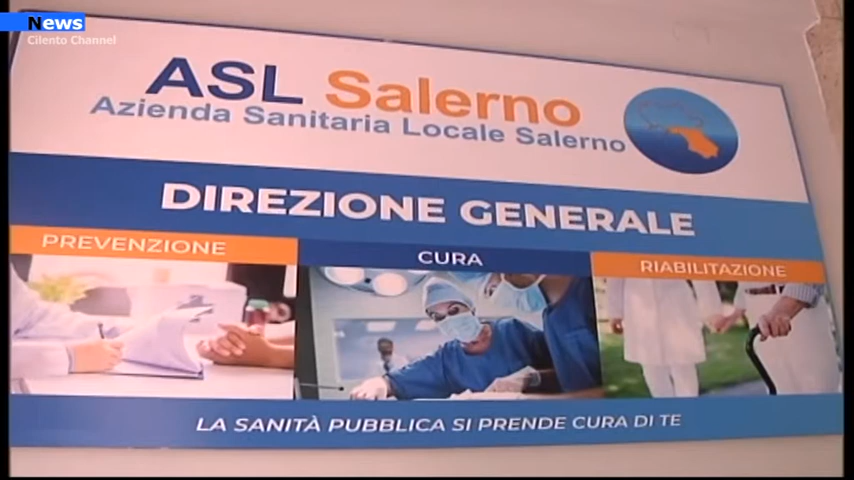 News
Cilento Channel
ASL Salerno
Azienda Sanitaria Locale Salerno
DIREZIONE GENERALE
PREVENZIONE
CURA
RIABILITAZIONE
LA SANITÀ PUBBLICA SI PRENDE CURA DI TE